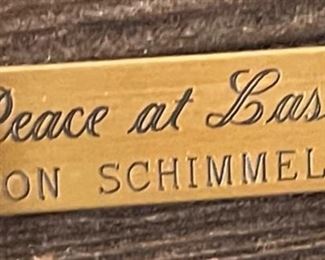 Peace at Las
ON SCHIMMEL